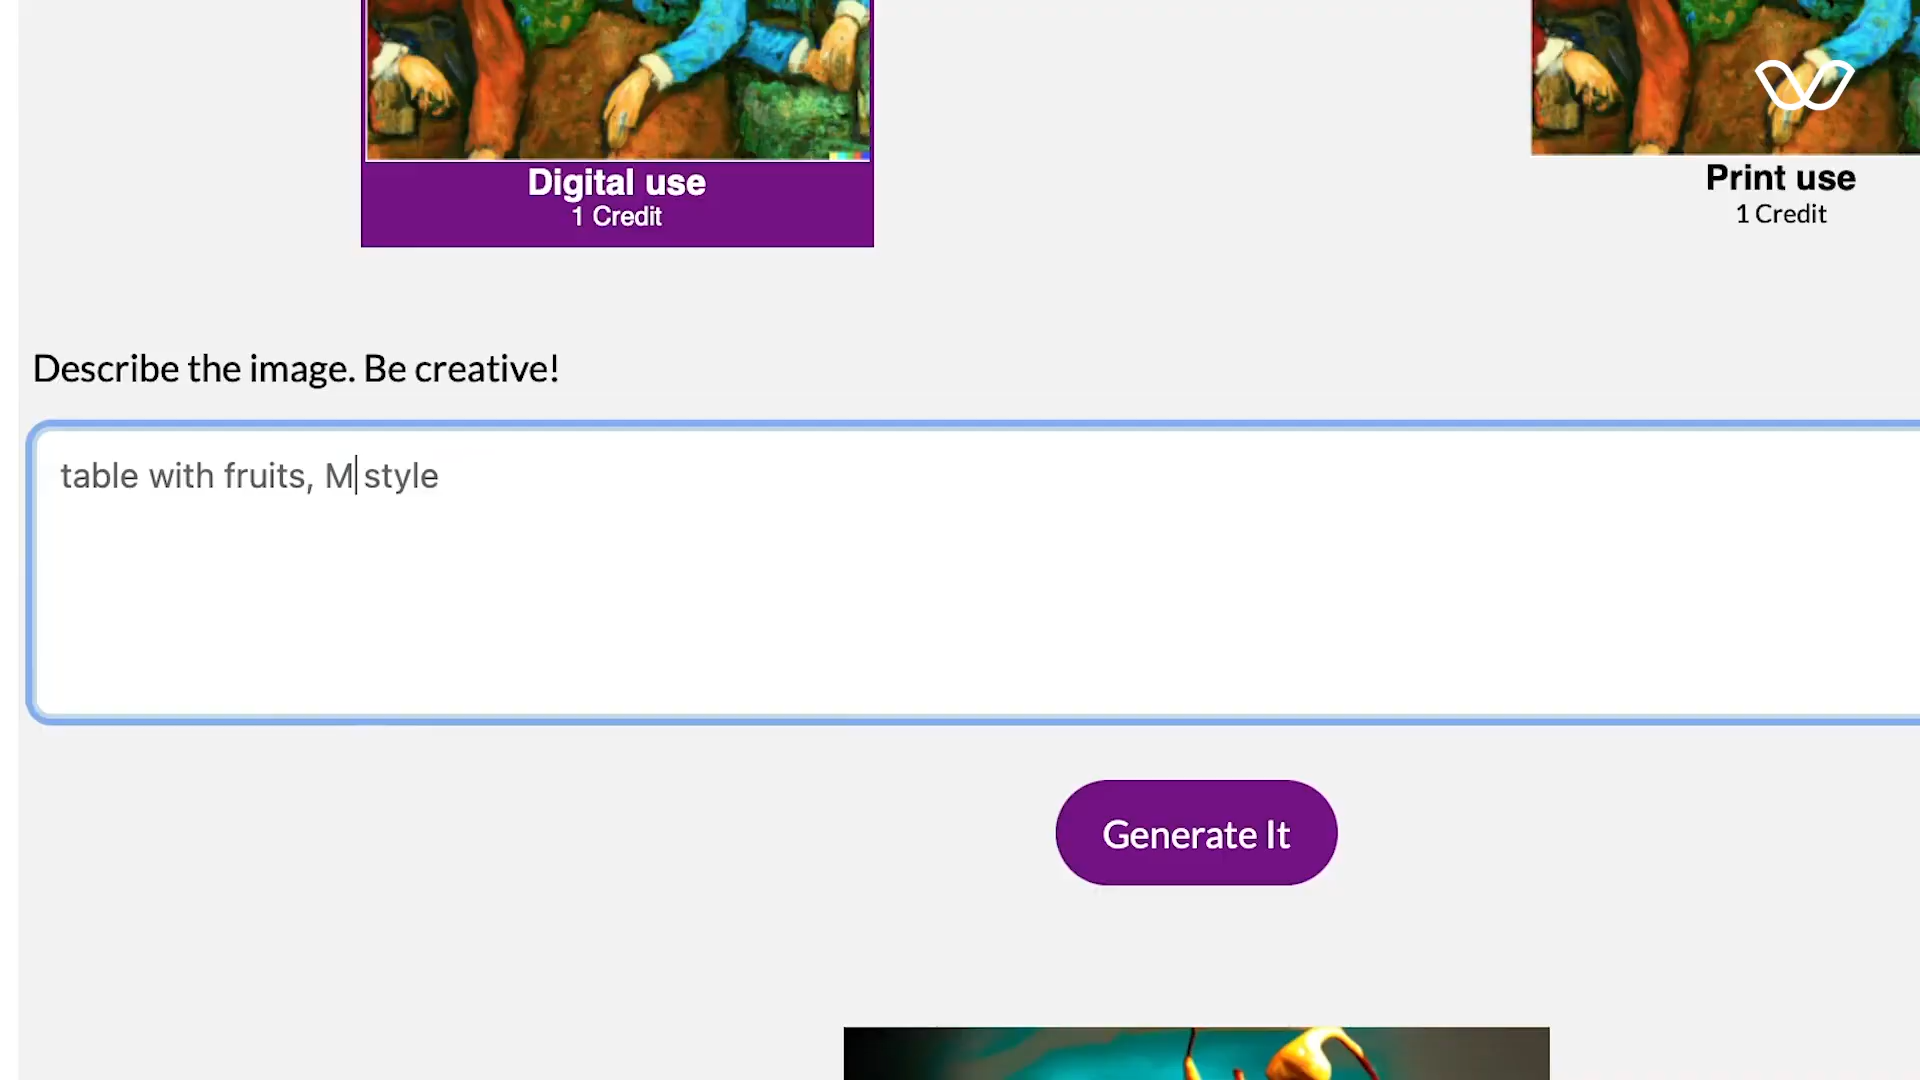 Digital use
1 Credit
Print use
1 Credit
Describe the image. Be creative!
table with fruits, M style
Generate It